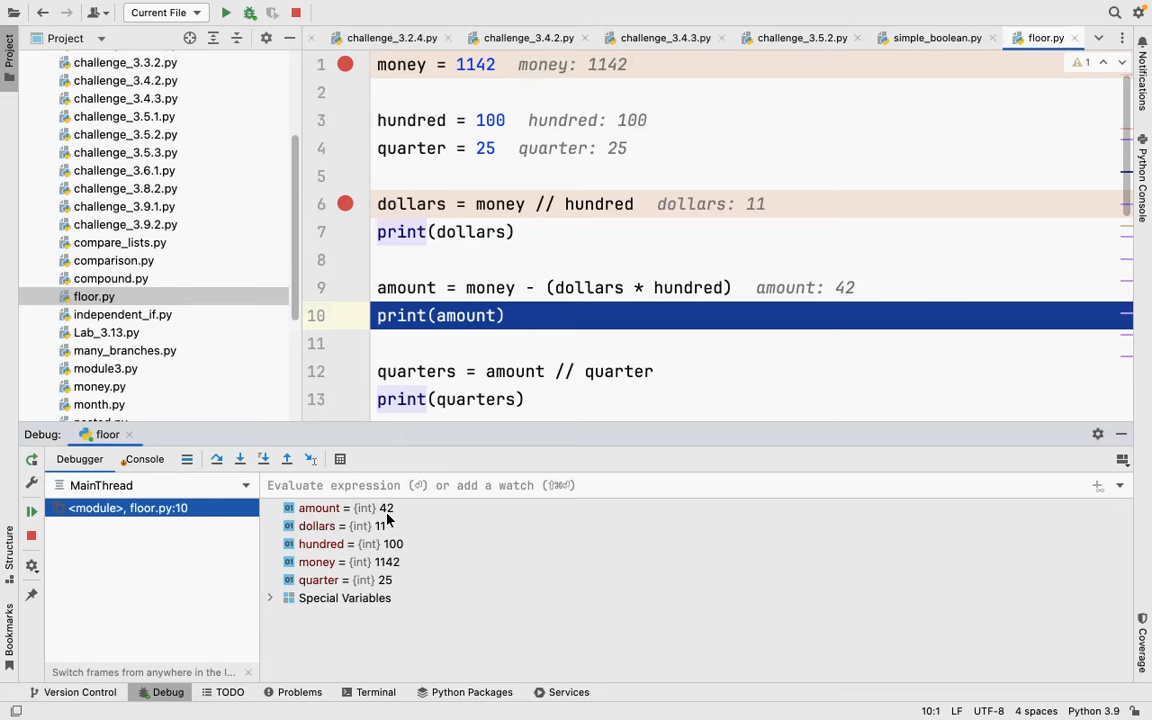 Current File
Project
challenge_3.2.4.py
challenge_3.4.2.py
challenge_3.4.3.py
challenge_3.5.2.py
simple_boolean.py
floor.py
Project
Structure
Bookmarks
challenge_3.3.2.py
challenge_3.4.2.py
challenge_3.4.3.py
challenge_3.5.1.py
challenge_3.5.2.py
challenge_3.5.3.py
challenge_3.6.1.py
challenge_3.8.2.py
challenge_3.9.1.py
challenge_3.9.2.py
compare_lists.py
comparison.py
compound.py
floor.py
independent_if.py
Lab_3.13.py
many_branches.py
module3.py
money.py
month.py
1 money = 1142 money: 1142
2
3 hundred = 100 hundred: 100
4 quarter = 25 quarter: 25
5
6 dollars = money // hundred dollars: 11
7 print(dollars)
8
9 amount = money - (dollars * hundred) amount: 42
10 print(amount)
11
12 quarters = amount // quarter
13 print(quarters)
1
Notifications
Python Console
Coverage
Debug: floor
Debugger Console
MainThread
Evaluate expression (⏎) or add a watch (⇧⌘⏎)
<module>, floor.py:10
01 amount = {int} 42
01 dollars = {int} 11
01 hundred = {int} 100
01 money = {int} 1142
01 quarter = {int} 25
Special Variables
Switch frames from anywhere in the I...
Version Control Debug TODO Problems Terminal Python Packages Services
10:1 LF UTF-8 4 spaces Python 3.9